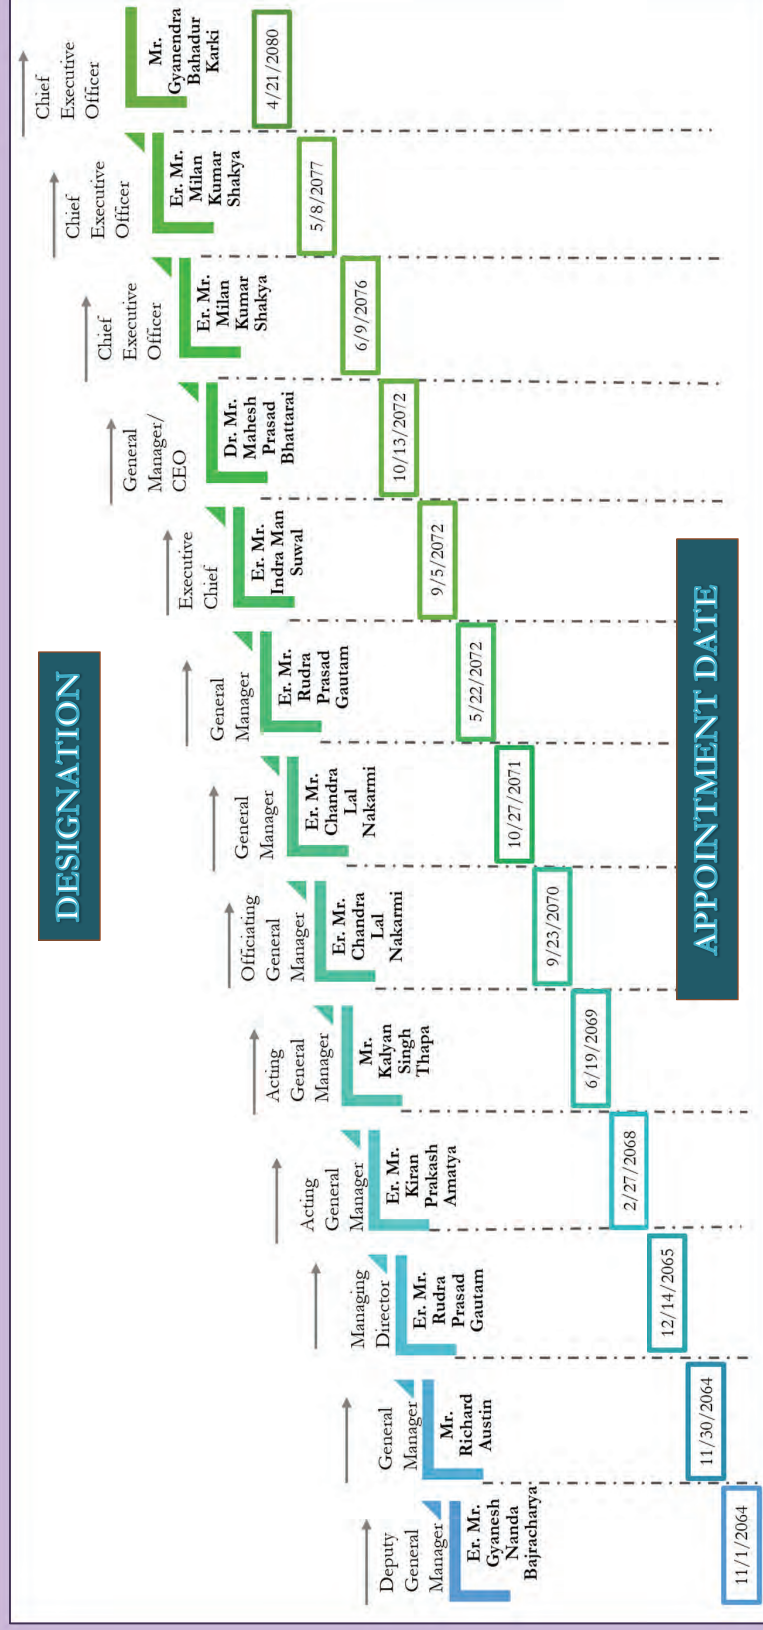 DESIGNATION
Deputy
General
Manager
Er. Mr.
Gyanesh
Nanda
Bajracharya
11/1/2064
General
Manager
Mr.
Richard
Austin
11/30/2064
Managing
Director
Er. Mr.
Rudra
Prasad
Gautam
12/14/2065
Acting
General
Manager
Er. Mr.
Kiran
Prakash
Amatya
2/27/2068
Acting
General
Manager
Mr.
Kalyan
Singh
Thapa
6/19/2069
Officiating
General
Manager
Er. Mr.
Chandra
Lal
Nakarmi
9/23/2070
General
Manager
Er. Mr.
Chandra
Lal
Nakarmi
10/27/2071
General
Manager
Er. Mr.
Rudra
Prasad
Gautam
5/22/2072
Executive
Chief
Er. Mr.
Indra Man
Suwal
9/5/2072
General
Manager/
CEO
Dr. Mr.
Mahesh
Prasad
Bhattarai
10/13/2072
Chief
Executive
Officer
Er. Mr.
Milan
Kumar
Shakya
6/9/2076
Chief
Executive
Officer
Er. Mr.
Milan
Kumar
Shakya
5/8/2077
Chief
Executive
Officer
Mr.
Gyanendra
Bahadur
Karki
4/21/2080
APPOINTMENT DATE